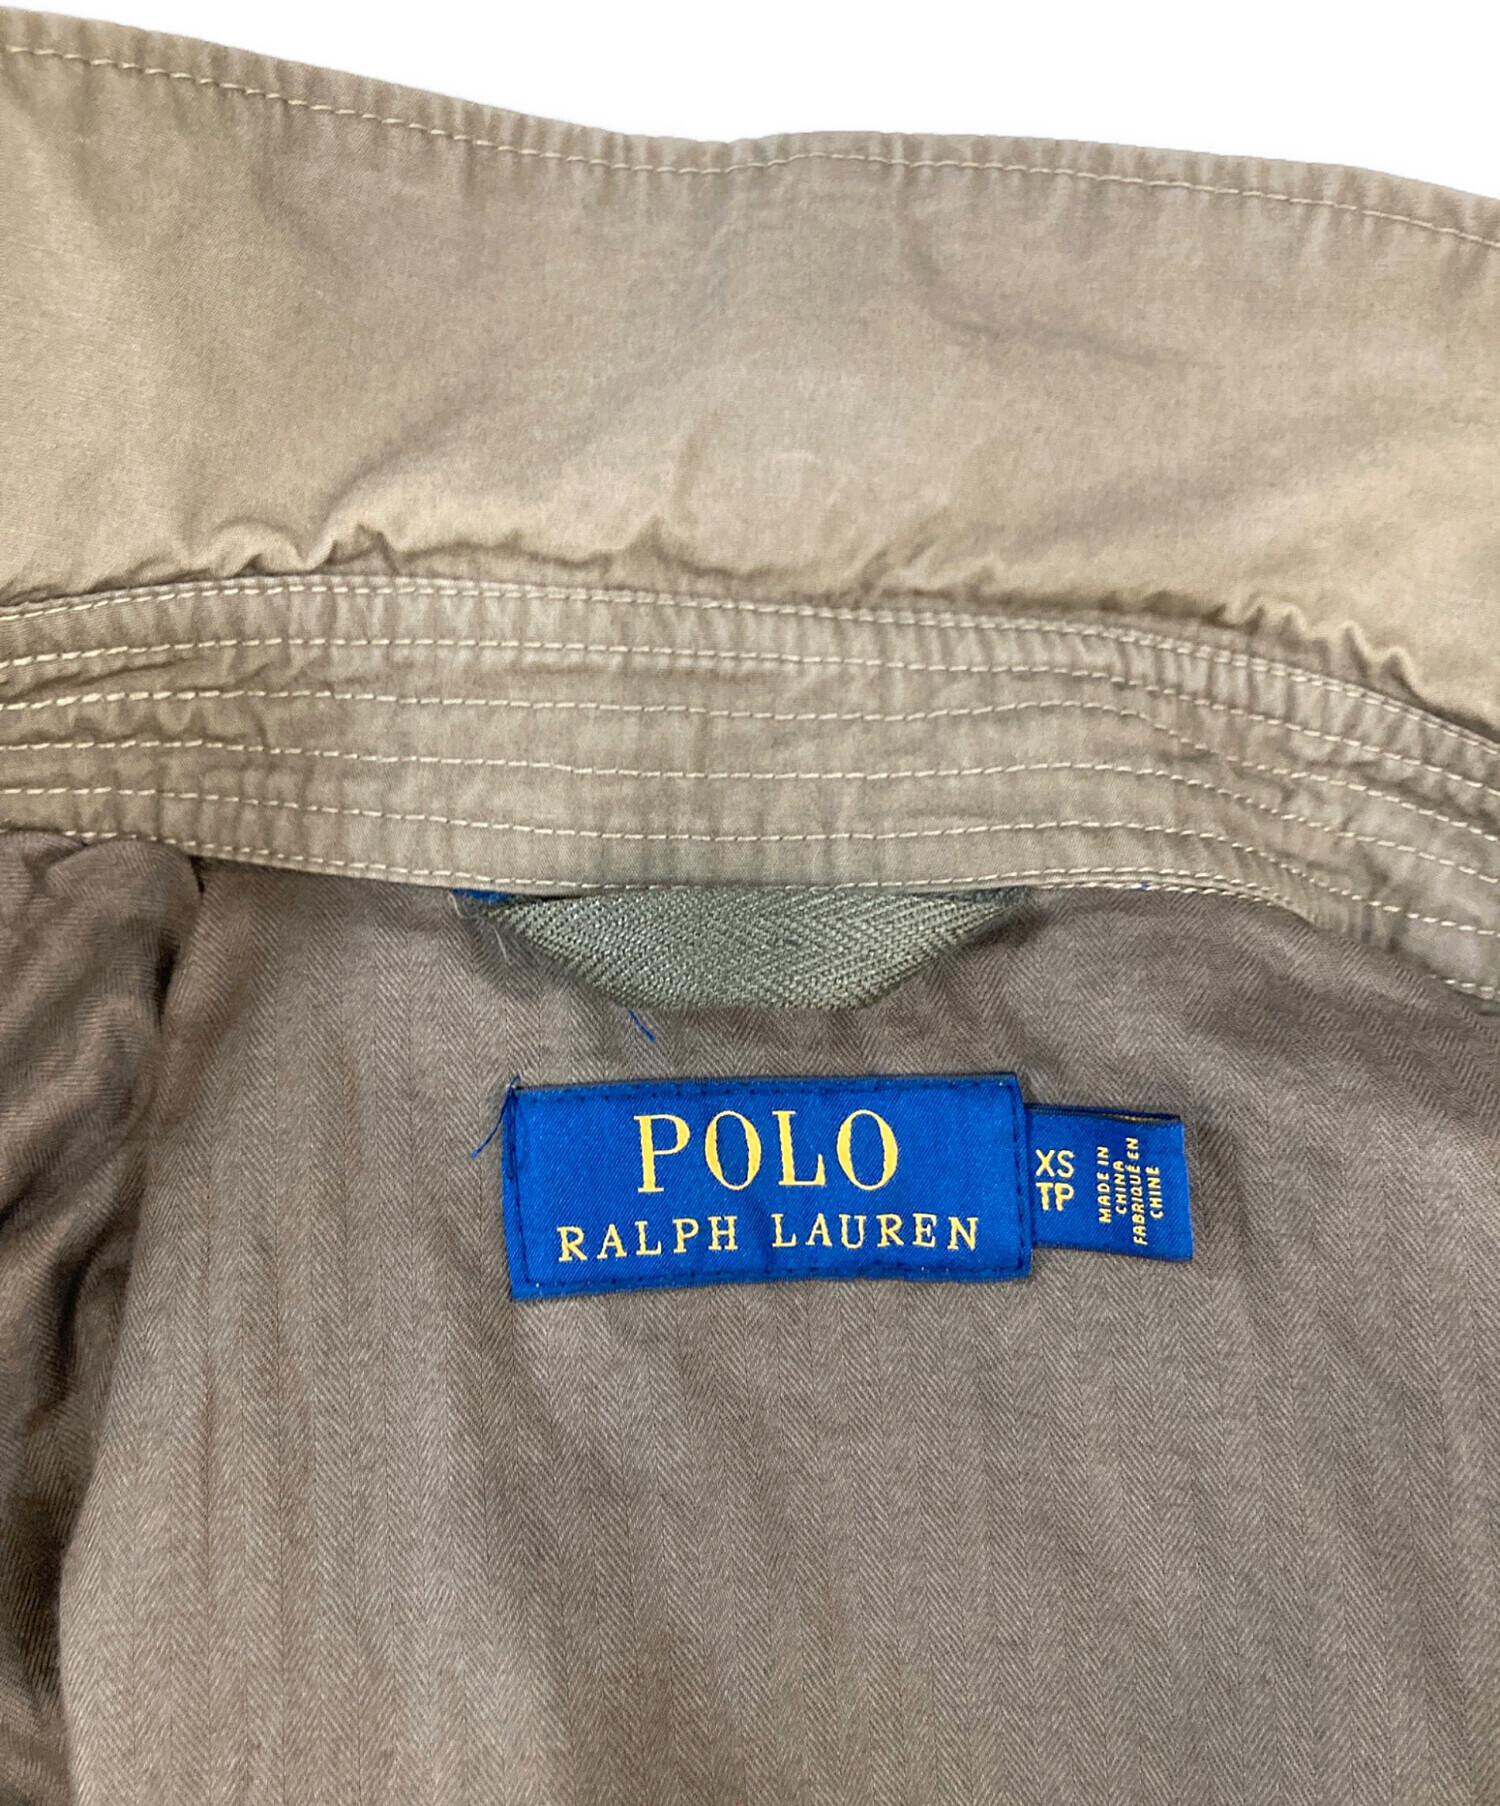 POLO
RALPH LAUREN
XS
TP
MADE IN
CHINA
FABRIQUÉ EN
CHINE